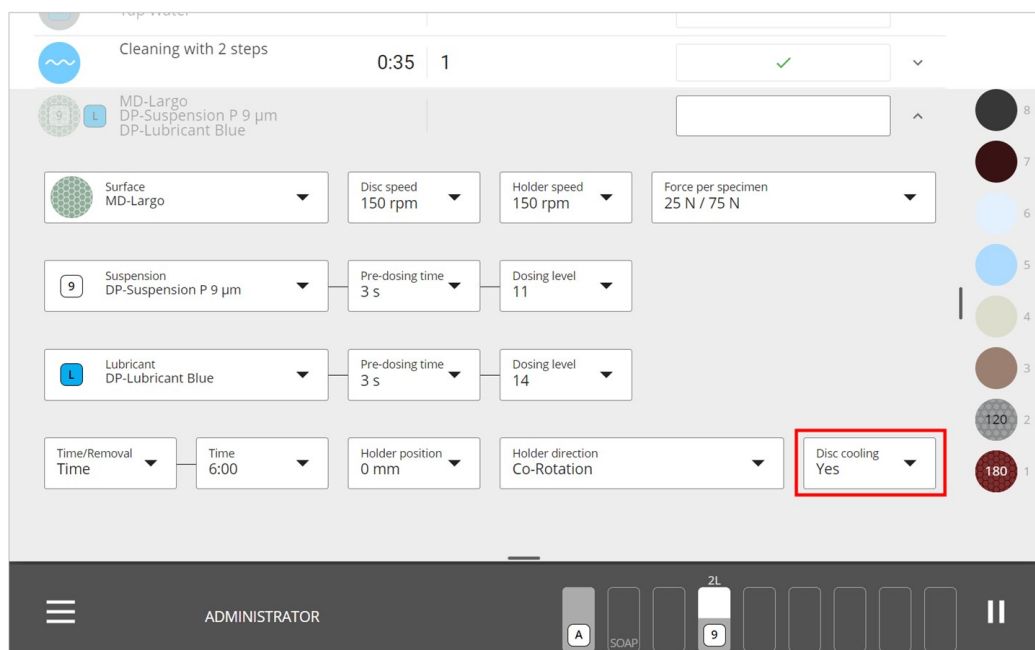 Tap Water
Cleaning with 2 steps
0:35
1
MD-Largo
9
L
DP-Suspension P 9 µm
DP-Lubricant Blue
8
7
6
5
4
3
120
2
180
1
Surface
MD-Largo
Disc speed
150 rpm
Holder speed
150 rpm
Force per specimen
25 N / 75 N
9
Suspension
DP-Suspension P 9 µm
Pre-dosing time
3 s
Dosing level
11
L
Lubricant
DP-Lubricant Blue
Pre-dosing time
3 s
Dosing level
14
Time/Removal
Time
Time
6:00
Holder position
0 mm
Holder direction
Co-Rotation
Disc cooling
Yes
ADMINISTRATOR
A
SOAP
2L
9